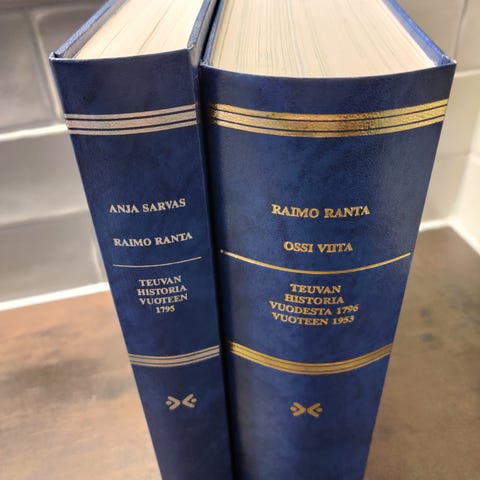 ANJA SARVAS
RAIMO RANTA
TEUVAN
HISTORIA
VUOTEEN
1795
RAIMO RANTA
OSSI VIITA
TEUVAN
HISTORIA
VUODESTA 1796
VUOTEEN 1953